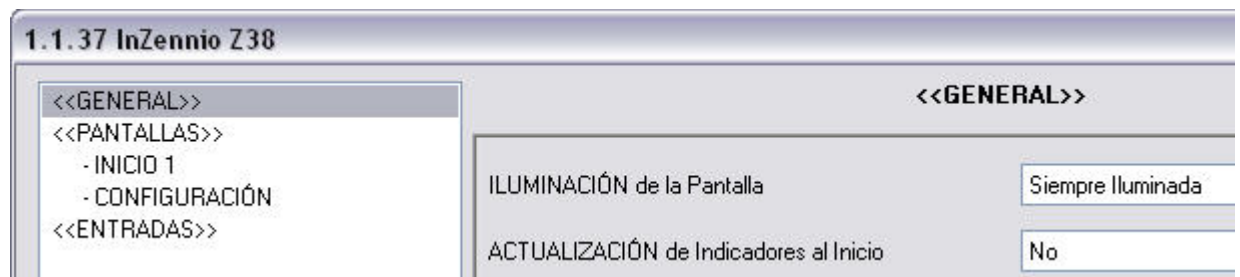 1.1.37 InZennio Z38
<<GENERAL>>
<<PANTALLAS>>
- INICIO 1
- CONFIGURACIÓN
<<ENTRADAS>>
<<GENERAL>>
ILUMINACIÓN de la Pantalla
Siempre Iluminada
ACTUALIZACIÓN de Indicadores al Inicio
No